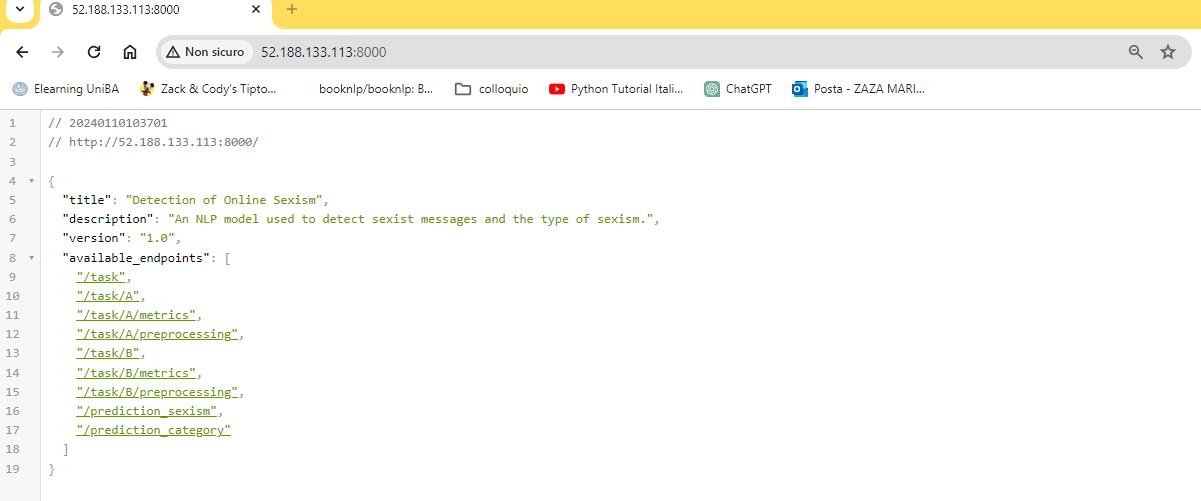 52.188.133.113:8000
Non sicuro 52.188.133.113:8000
Elearning UniBA Zack & Cody's Tipto... booknlp/booknlp: B... colloquio Python Tutorial Itali... ChatGPT Posta - ZAZA MARI...
1 // 20240110103701
2 // http://52.188.133.113:8000/
3
4 {
5 "title": "Detection of Online Sexism",
6 "description": "An NLP model used to detect sexist messages and the type of sexism.",
7 "version": "1.0",
8 "available_endpoints": [
9 "/task",
10 "/task/A",
11 "/task/A/metrics",
12 "/task/A/preprocessing",
13 "/task/B",
14 "/task/B/metrics",
15 "/task/B/preprocessing",
16 "/prediction_sexism",
17 "/prediction_category"
18 ]
19 }